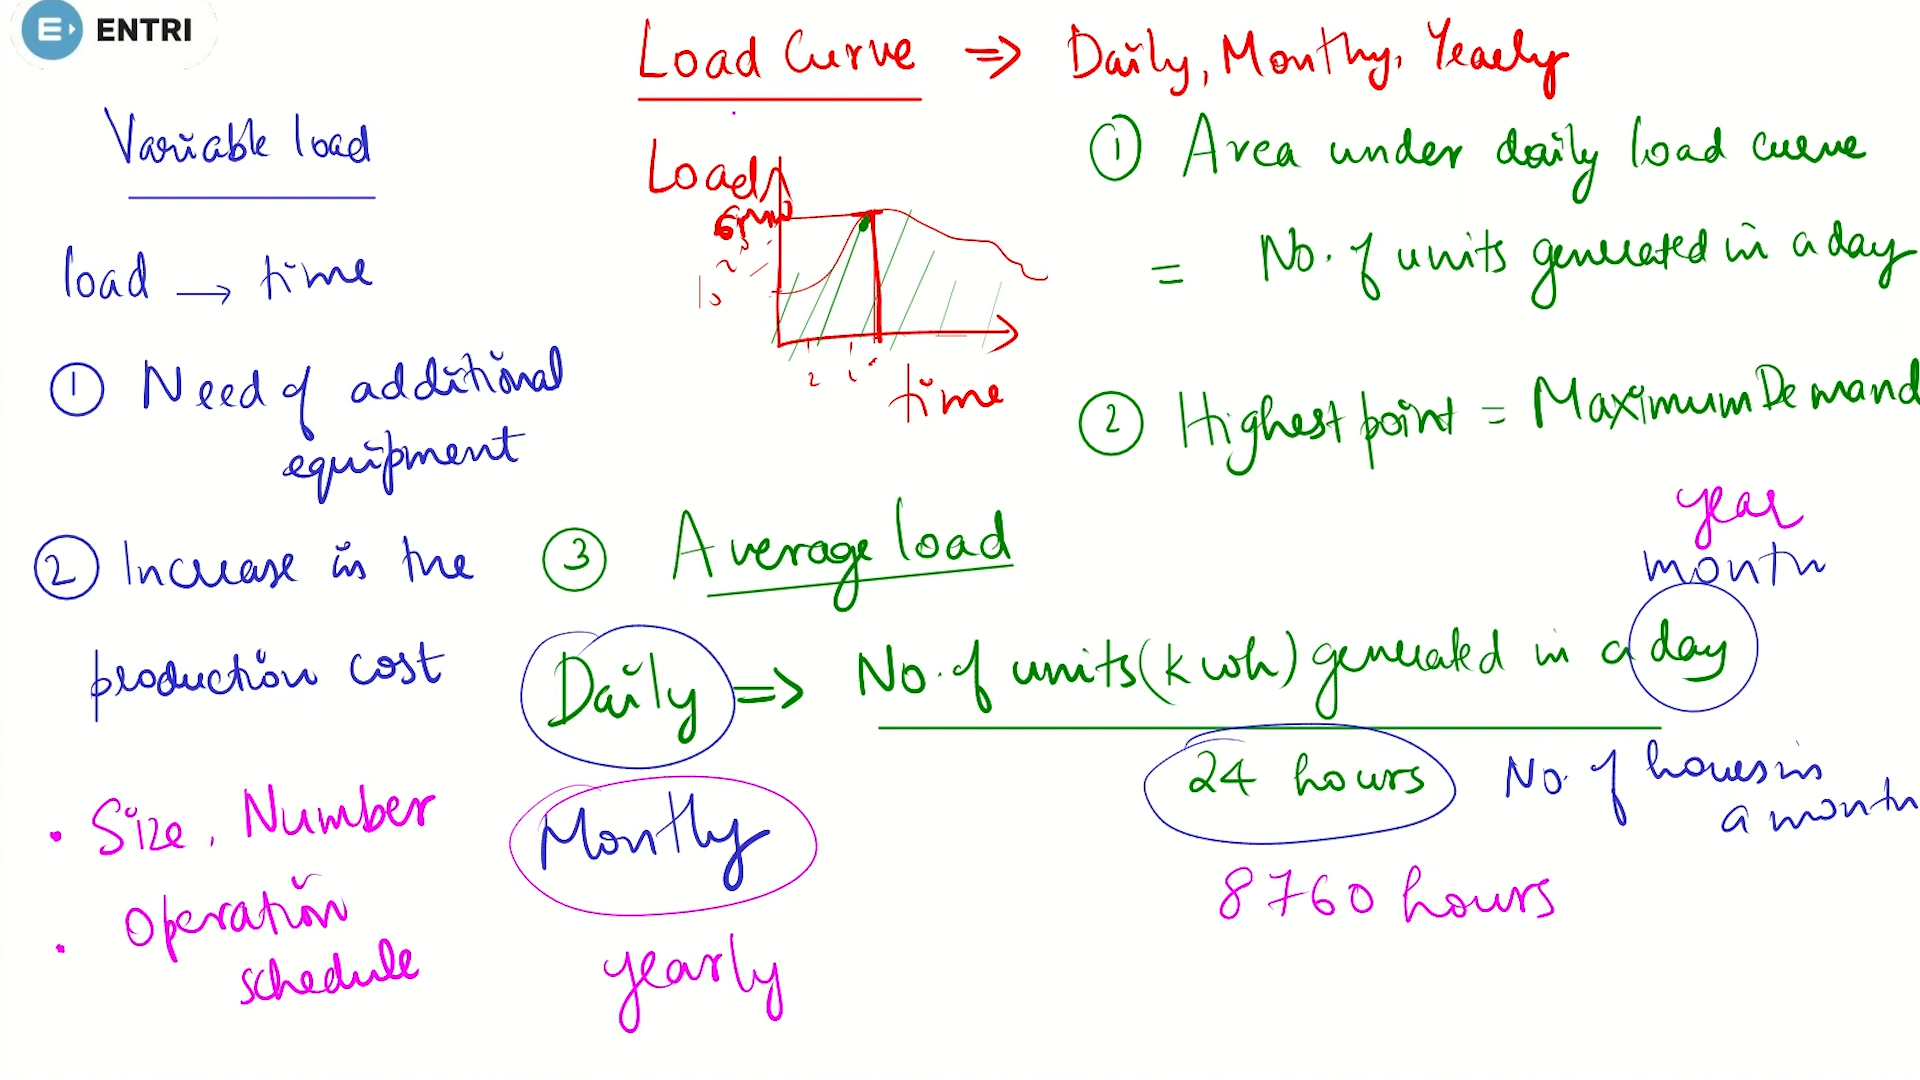 ENTRI
Load Curve ⇒ Daily, Monthy, Yearly
Variable load
load → time
① Need of additional
equipment
② Increase in the
production cost
• Size, Number
• Operation
schedule
Load
10
2
time
① Area under daily load curve
= No. of units generated in a day
② Highest point = Maximum Demand
③ Average load
year
month
Daily ⇒ No. of units (kwh) generated in a day
24 hours
No. of hours in
a month
Montly
8760 hours
yearly